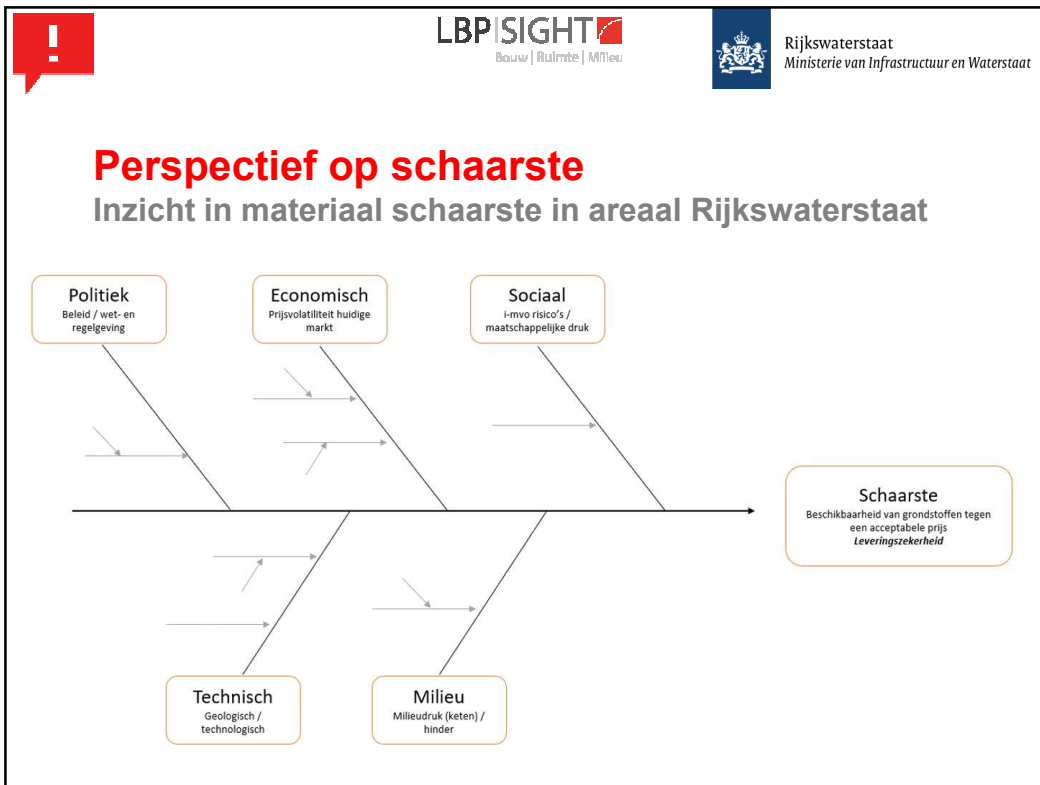 !
LBP|SIGHT
Bouw | Ruimte | Milieu
Rijkswaterstaat
Ministerie van Infrastructuur en Waterstaat
Perspectief op schaarste
Inzicht in materiaal schaarste in areaal Rijkswaterstaat
Politiek
Beleid / wet- en
regelgeving
Economisch
Prijsvolatiliteit huidige
markt
Sociaal
i-mvo risico's /
maatschappelijke druk
Schaarste
Beschikbaarheid van grondstoffen tegen
een acceptabele prijs
Leveringszekerheid
Technisch
Geologisch /
technologisch
Milieu
Milieudruk (keten) /
hinder